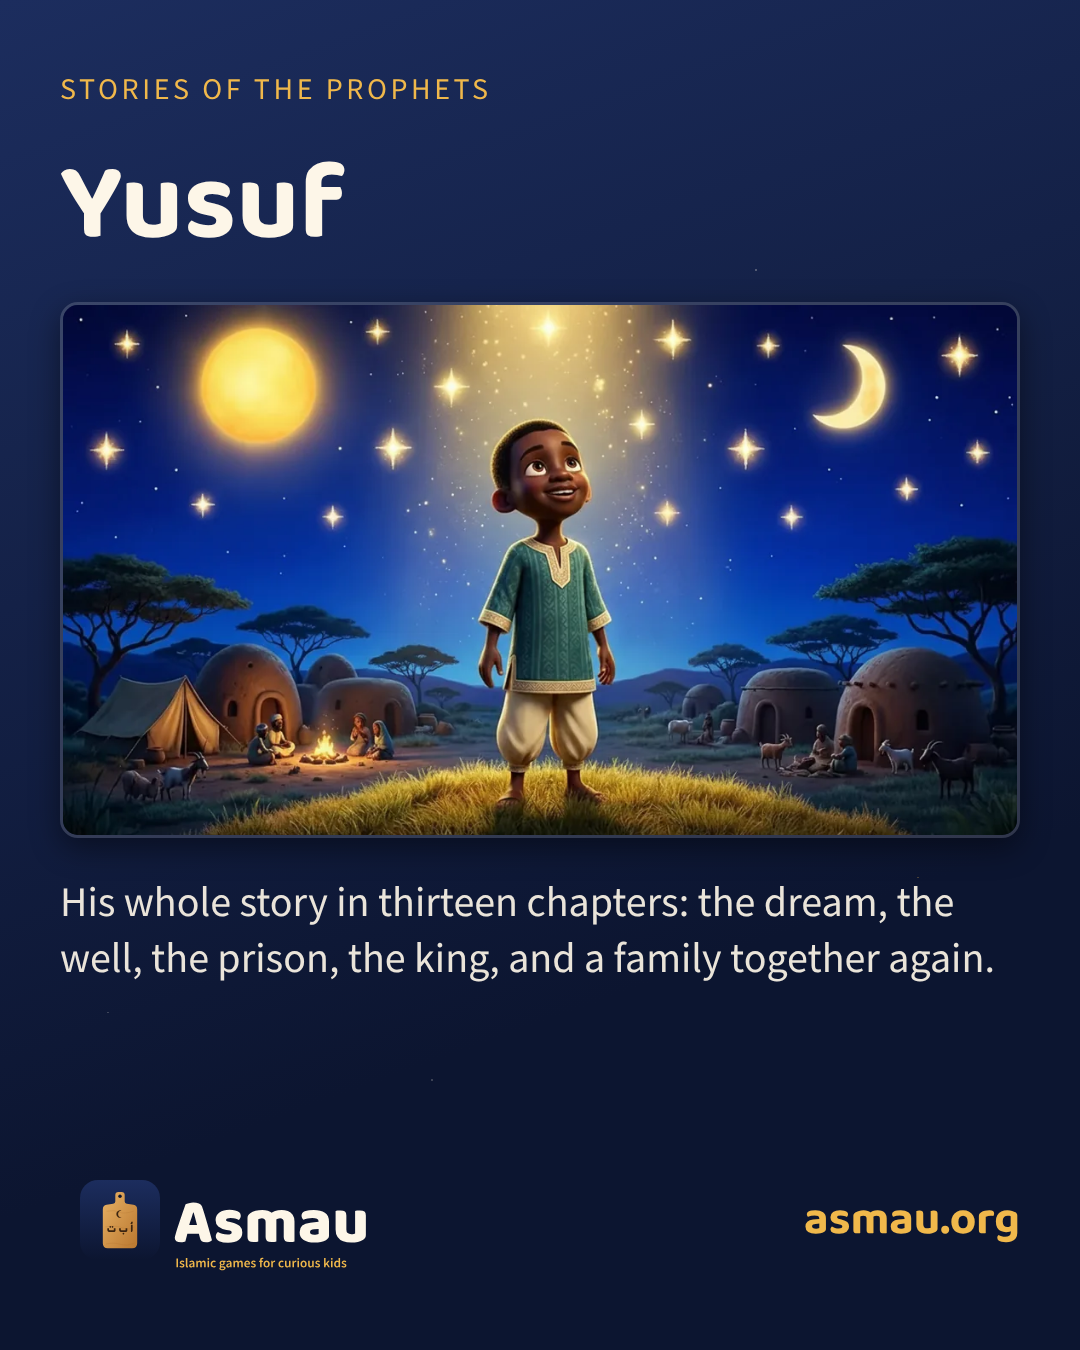 STORIES OF THE PROPHETS
Yusuf
His whole story in thirteen chapters: the dream, the
well, the prison, the king, and a family together again.
أ ب ت
Asmau
Islamic games for curious kids
asmau.org